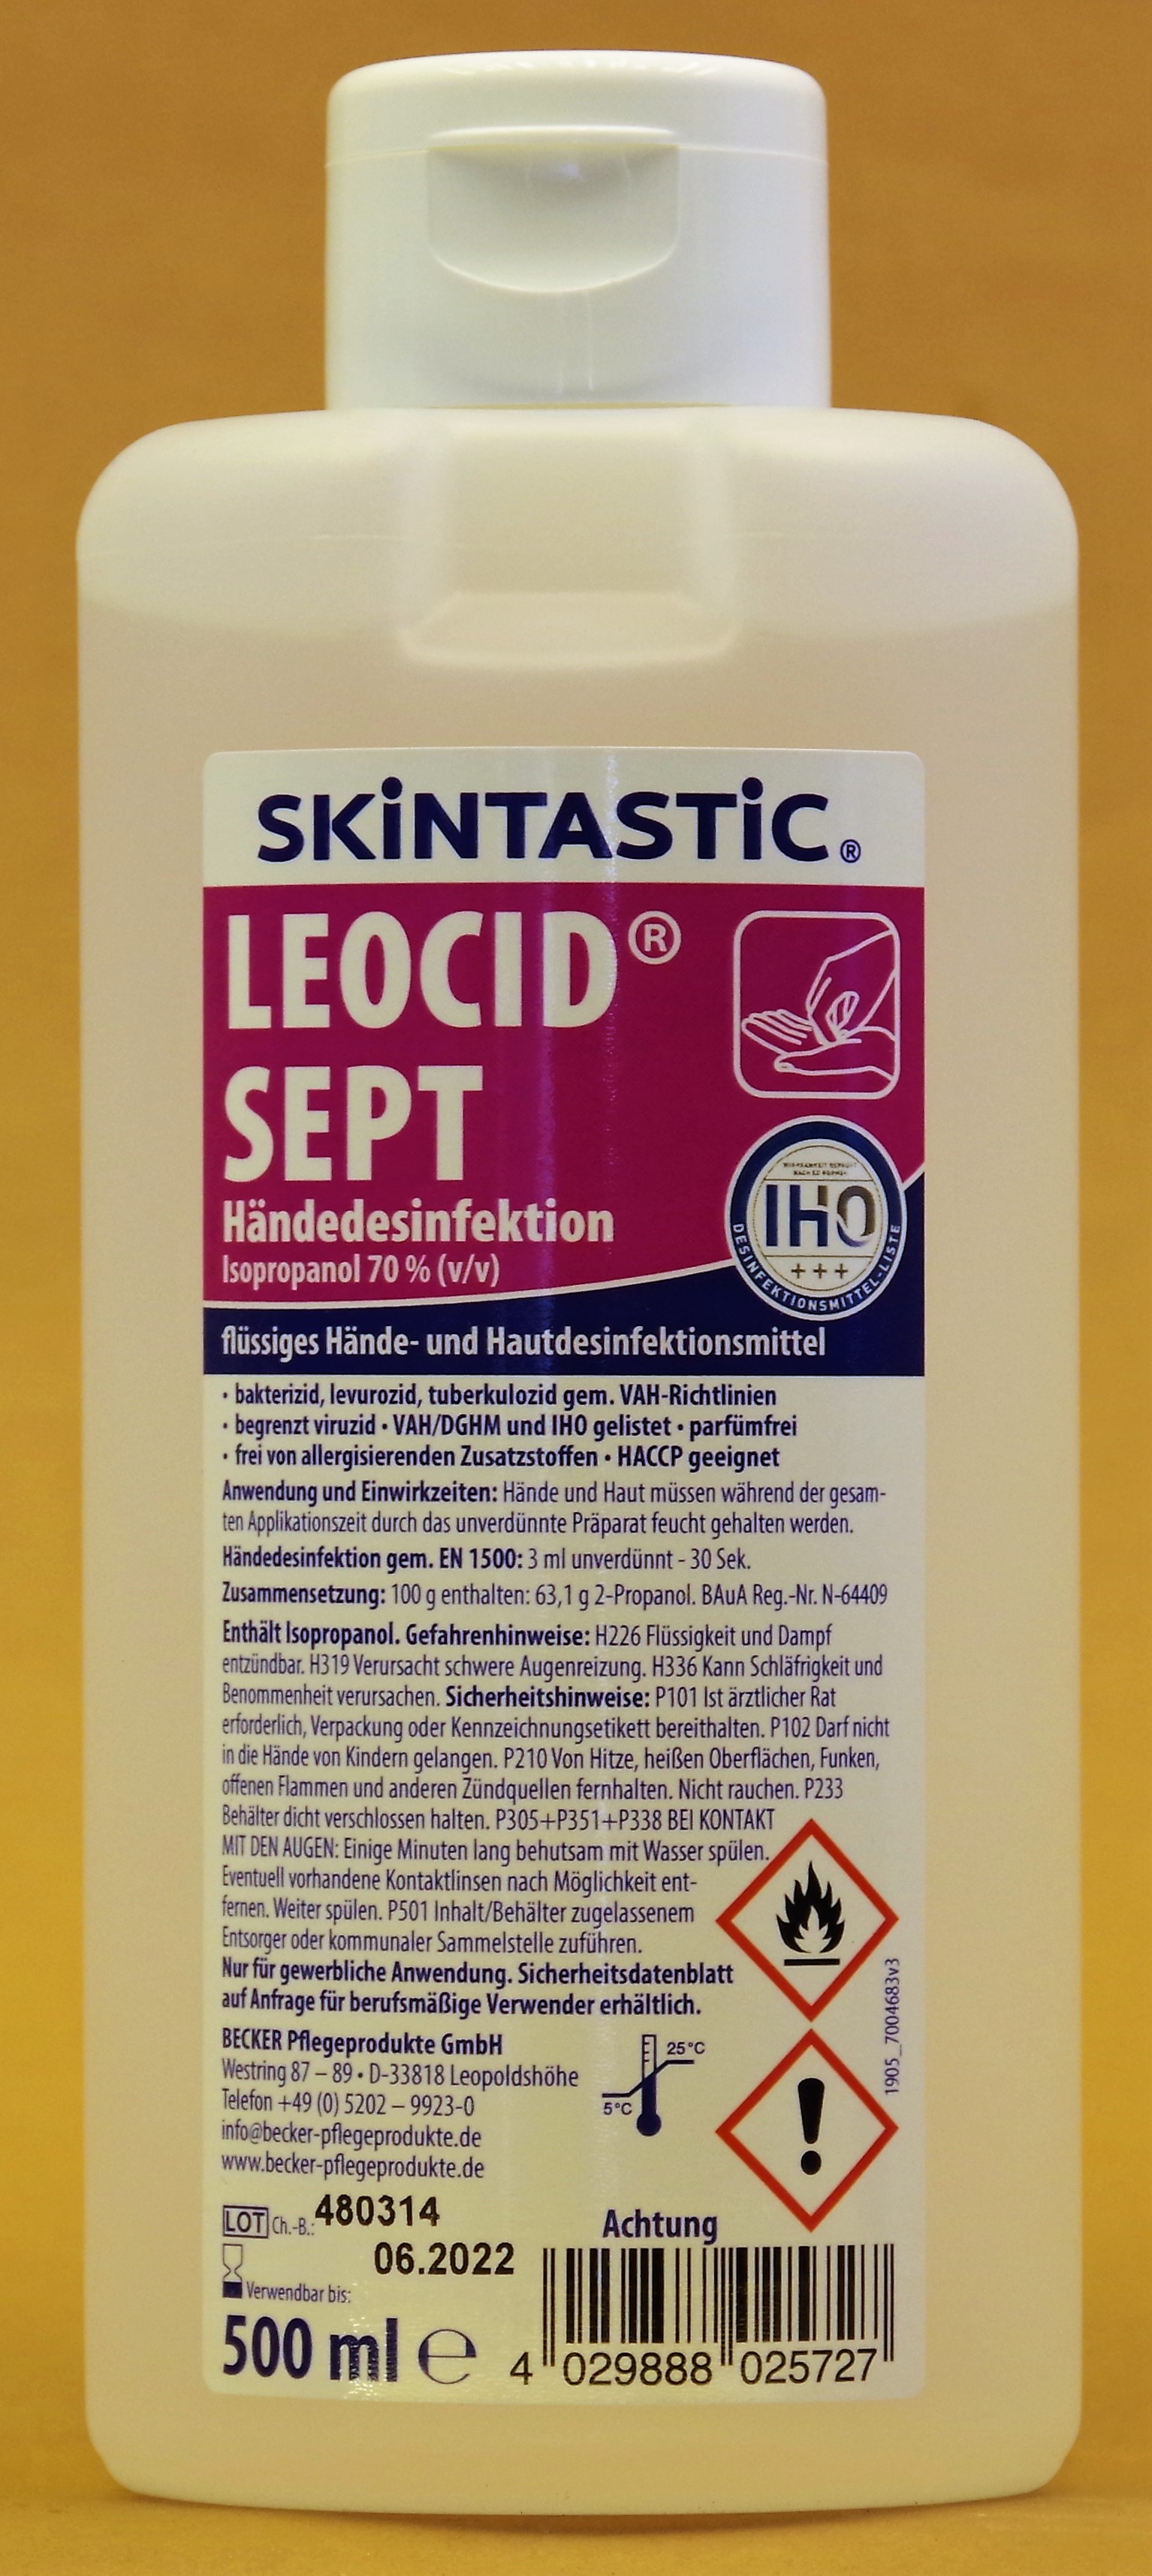 SKiNTASTiC®
LEOCID®
SEPT
Händedesinfektion
Isopropanol 70 % (v/v)
IHO
+ + +
DESINFEKTIONSMITTEL-LISTE
flüssiges Hände- und Hautdesinfektionsmittel
• bakterizid, levurozid, tuberkulozid gem. VAH-Richtlinien
• begrenzt viruzid • VAH/DGHM und IHO gelistet • parfümfrei
• frei von allergisierenden Zusatzstoffen • HACCP geeignet
Anwendung und Einwirkzeiten: Hände und Haut müssen während der gesam-
ten Applikationszeit durch das unverdünnte Präparat feucht gehalten werden.
Händedesinfektion gem. EN 1500: 3 ml unverdünnt - 30 Sek.
Zusammensetzung: 100 g enthalten: 63,1 g 2-Propanol. BAuA Reg.-Nr. N-64409
Enthält Isopropanol. Gefahrenhinweise: H226 Flüssigkeit und Dampf
entzündbar. H319 Verursacht schwere Augenreizung. H336 Kann Schläfrigkeit und
Benommenheit verursachen. Sicherheitshinweise: P101 Ist ärztlicher Rat
erforderlich, Verpackung oder Kennzeichnungsetikett bereithalten. P102 Darf nicht
in die Hände von Kindern gelangen. P210 Von Hitze, heißen Oberflächen, Funken,
offenen Flammen und anderen Zündquellen fernhalten. Nicht rauchen. P233
Behälter dicht verschlossen halten. P305+P351+P338 BEI KONTAKT
MIT DEN AUGEN: Einige Minuten lang behutsam mit Wasser spülen.
Eventuell vorhandene Kontaktlinsen nach Möglichkeit ent-
fernen. Weiter spülen. P501 Inhalt/Behälter zugelassenem
Entsorger oder kommunaler Sammelstelle zuführen.
Nur für gewerbliche Anwendung. Sicherheitsdatenblatt
auf Anfrage für berufsmäßige Verwender erhältlich.
BECKER Pflegeprodukte GmbH
Westring 87 – 89 • D-33818 Leopoldshöhe
Telefon +49 (0) 5202 – 9923-0
info@becker-pflegeprodukte.de
www.becker-pflegeprodukte.de
25°C
5°C
1905_7004683v3
LOT Ch.-B.: 480314
Achtung
06.2022
Verwendbar bis:
500 ml ℮
4 029888 025727